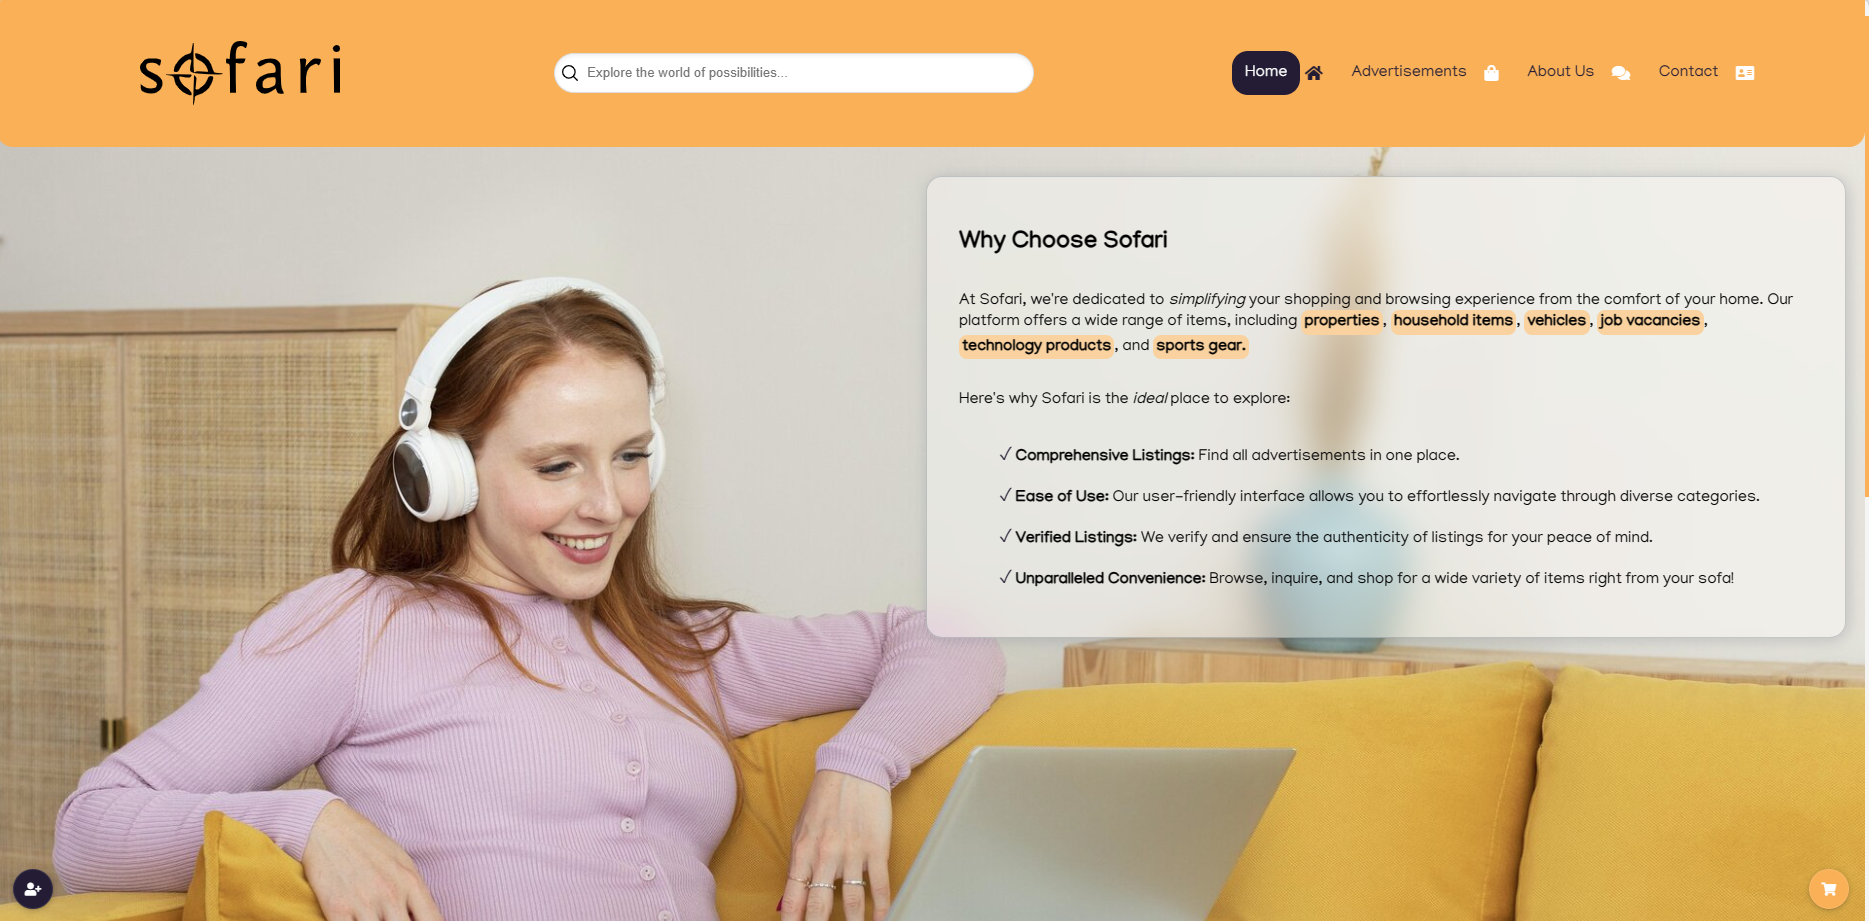 sofari
Explore the world of possibilities...
Home
Advertisements
About Us
Contact
Why Choose Sofari
At Sofari, we're dedicated to simplifying your shopping and browsing experience from the comfort of your home. Our
platform offers a wide range of items, including properties, household items, vehicles, job vacancies,
technology products, and sports gear.
Here's why Sofari is the ideal place to explore:
✓ Comprehensive Listings: Find all advertisements in one place.
✓ Ease of Use: Our user-friendly interface allows you to effortlessly navigate through diverse categories.
✓ Verified Listings: We verify and ensure the authenticity of listings for your peace of mind.
✓ Unparalleled Convenience: Browse, inquire, and shop for a wide variety of items right from your sofa!